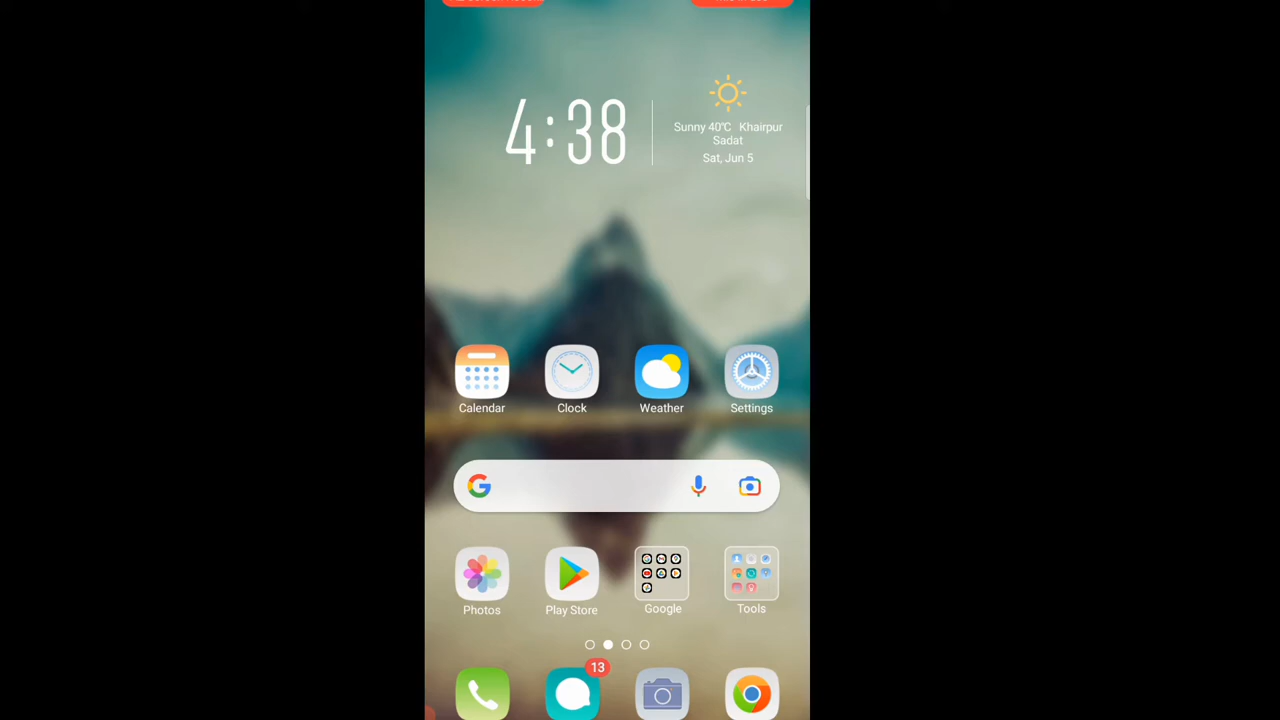 4:38
Sunny 40°C Khairpur
Sadat
Sat, Jun 5
Calendar Clock Weather Settings
G
Photos Play Store Google Tools
13